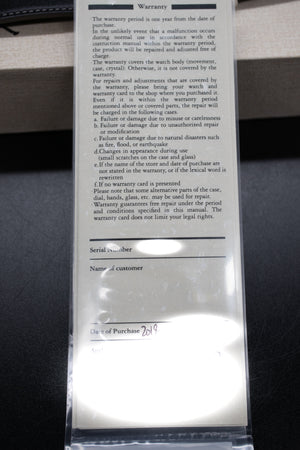 Warranty
The warranty period is one year from the date of
purchase.
In the unlikely event that a malfunction occurs
during normal use in accordance with the
instruction manual within the warranty period,
the product will be repaired and adjusted free of
charge.
The warranty covers the watch body (movement,
case, crystal). Otherwise, it is not covered by the
warranty.
For repairs and adjustments that are covered by
the warranty, please bring your watch and
warranty card to the shop where you purchased it.
Even if it is within the warranty period
mentioned above or covered parts, the repair will
be charged in the following cases.
a. Failure or damage due to misuse or carelessness
b. Failure or damage due to unauthorized repair
or modification
c. Failure or damage due to natural disasters such
as fire, flood, or earthquake
d.Changes in appearance during use
(small scratches on the case and glass)
e.If the name of the store and date of purchase are
not stated in the warranty, or if the lexical word is
rewritten
f.If no warranty card is presented
Please note that some alternative parts of the case,
dial, hands, glass, etc. may be used for repair.
Warranty guarantees free repair under the period
and conditions specified in this manual. The
warranty card does not limit your legal rights.
Serial Number
Name of customer
Date of Purchase 2019